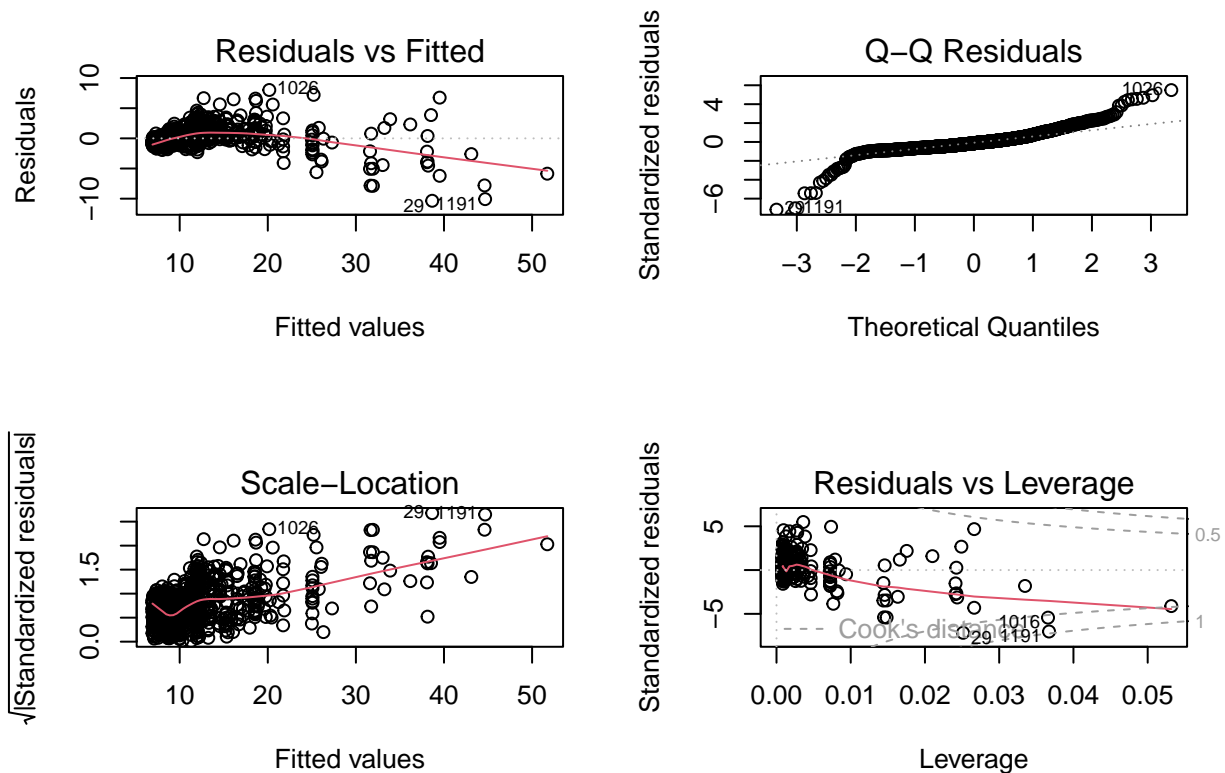 Residuals vs Fitted
Residuals
10
0
−10
1026
29
1191
10 20 30 40 50
Fitted values
Q−Q Residuals
Standardized residuals
4
0
−6
1026
29
1191
−3 −2 −1 0 1 2 3
Theoretical Quantiles
Scale−Location
√|Standardized residuals|
1.5
0.0
1026
29
1191
10 20 30 40 50
Fitted values
Residuals vs Leverage
Standardized residuals
5
−5
0.5
1
Cook's distance
1016
29
1191
0.00 0.01 0.02 0.03 0.04 0.05
Leverage